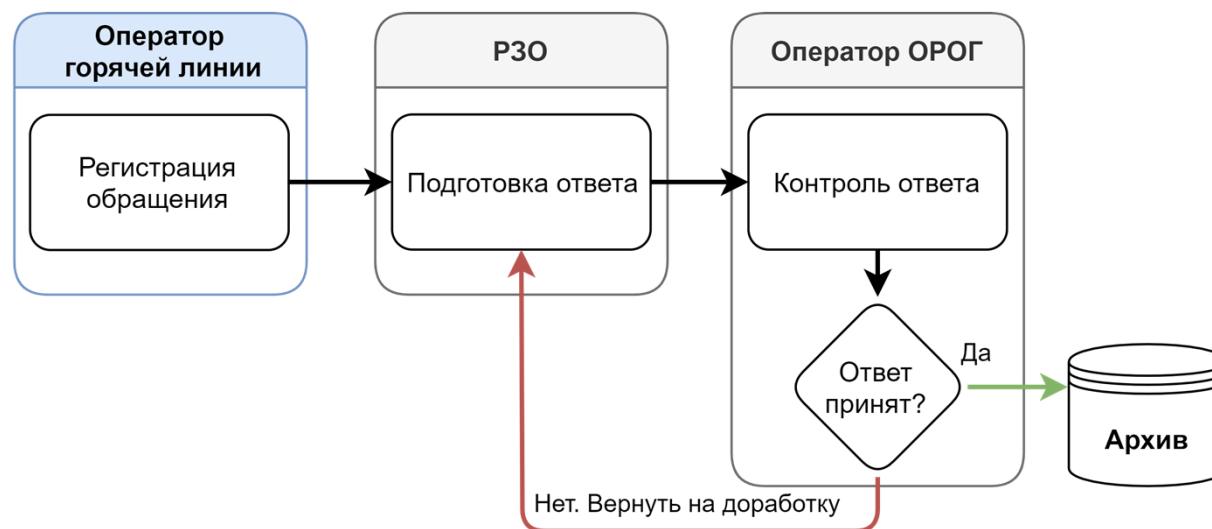 Оператор
горячей линии
РЗО
Оператор ОРОГ
Регистрация
обращения
Подготовка ответа
Контроль ответа
Ответ
принят?
Да
Архив
Нет. Вернуть на доработку